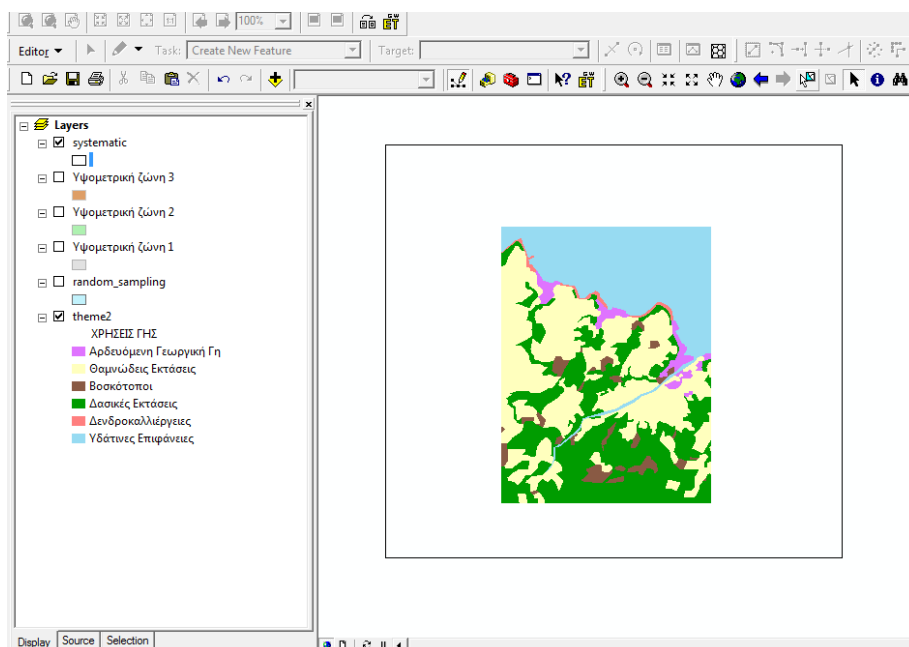 100%
Editor Task: Create New Feature Target:
Layers
systematic
Υψομετρική ζώνη 3
Υψομετρική ζώνη 2
Υψομετρική ζώνη 1
random_sampling
theme2
ΧΡΗΣΕΙΣ ΓΗΣ
Αρδευόμενη Γεωργική Γη
Θαμνώδεις Εκτάσεις
Βοσκότοποι
Δασικές Εκτάσεις
Δενδροκαλλιέργειες
Υδάτινες Επιφάνειες
Display Source Selection